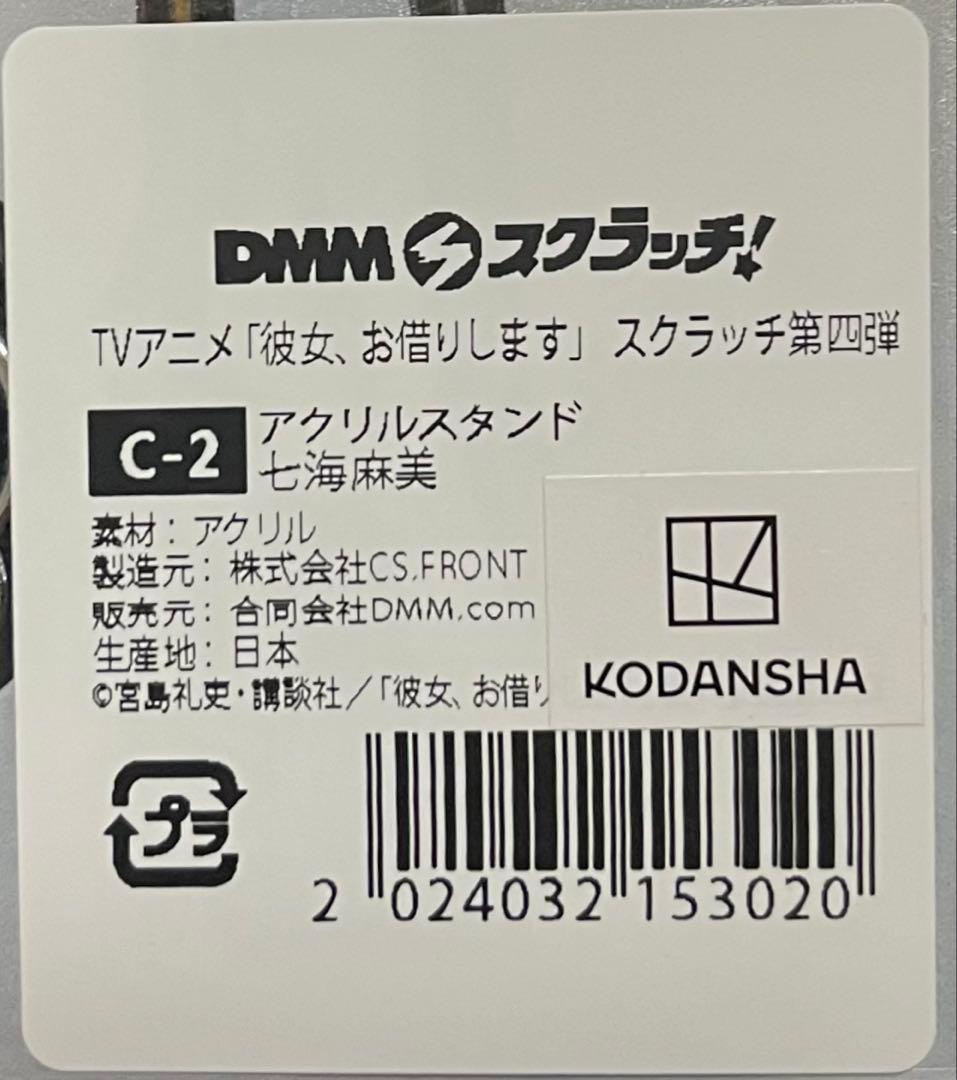 DMMスクラッチ!
TVアニメ「彼女、お借りします」 スクラッチ第四弾
C-2 アクリルスタンド
七海麻美
素材：アクリル
製造元：株式会社CS.FRONT
販売元：合同会社DMM.com
生産地：日本
©宮島礼吏・講談社／「彼女、お借り
KODANSHA
プラ
2 024032 153020